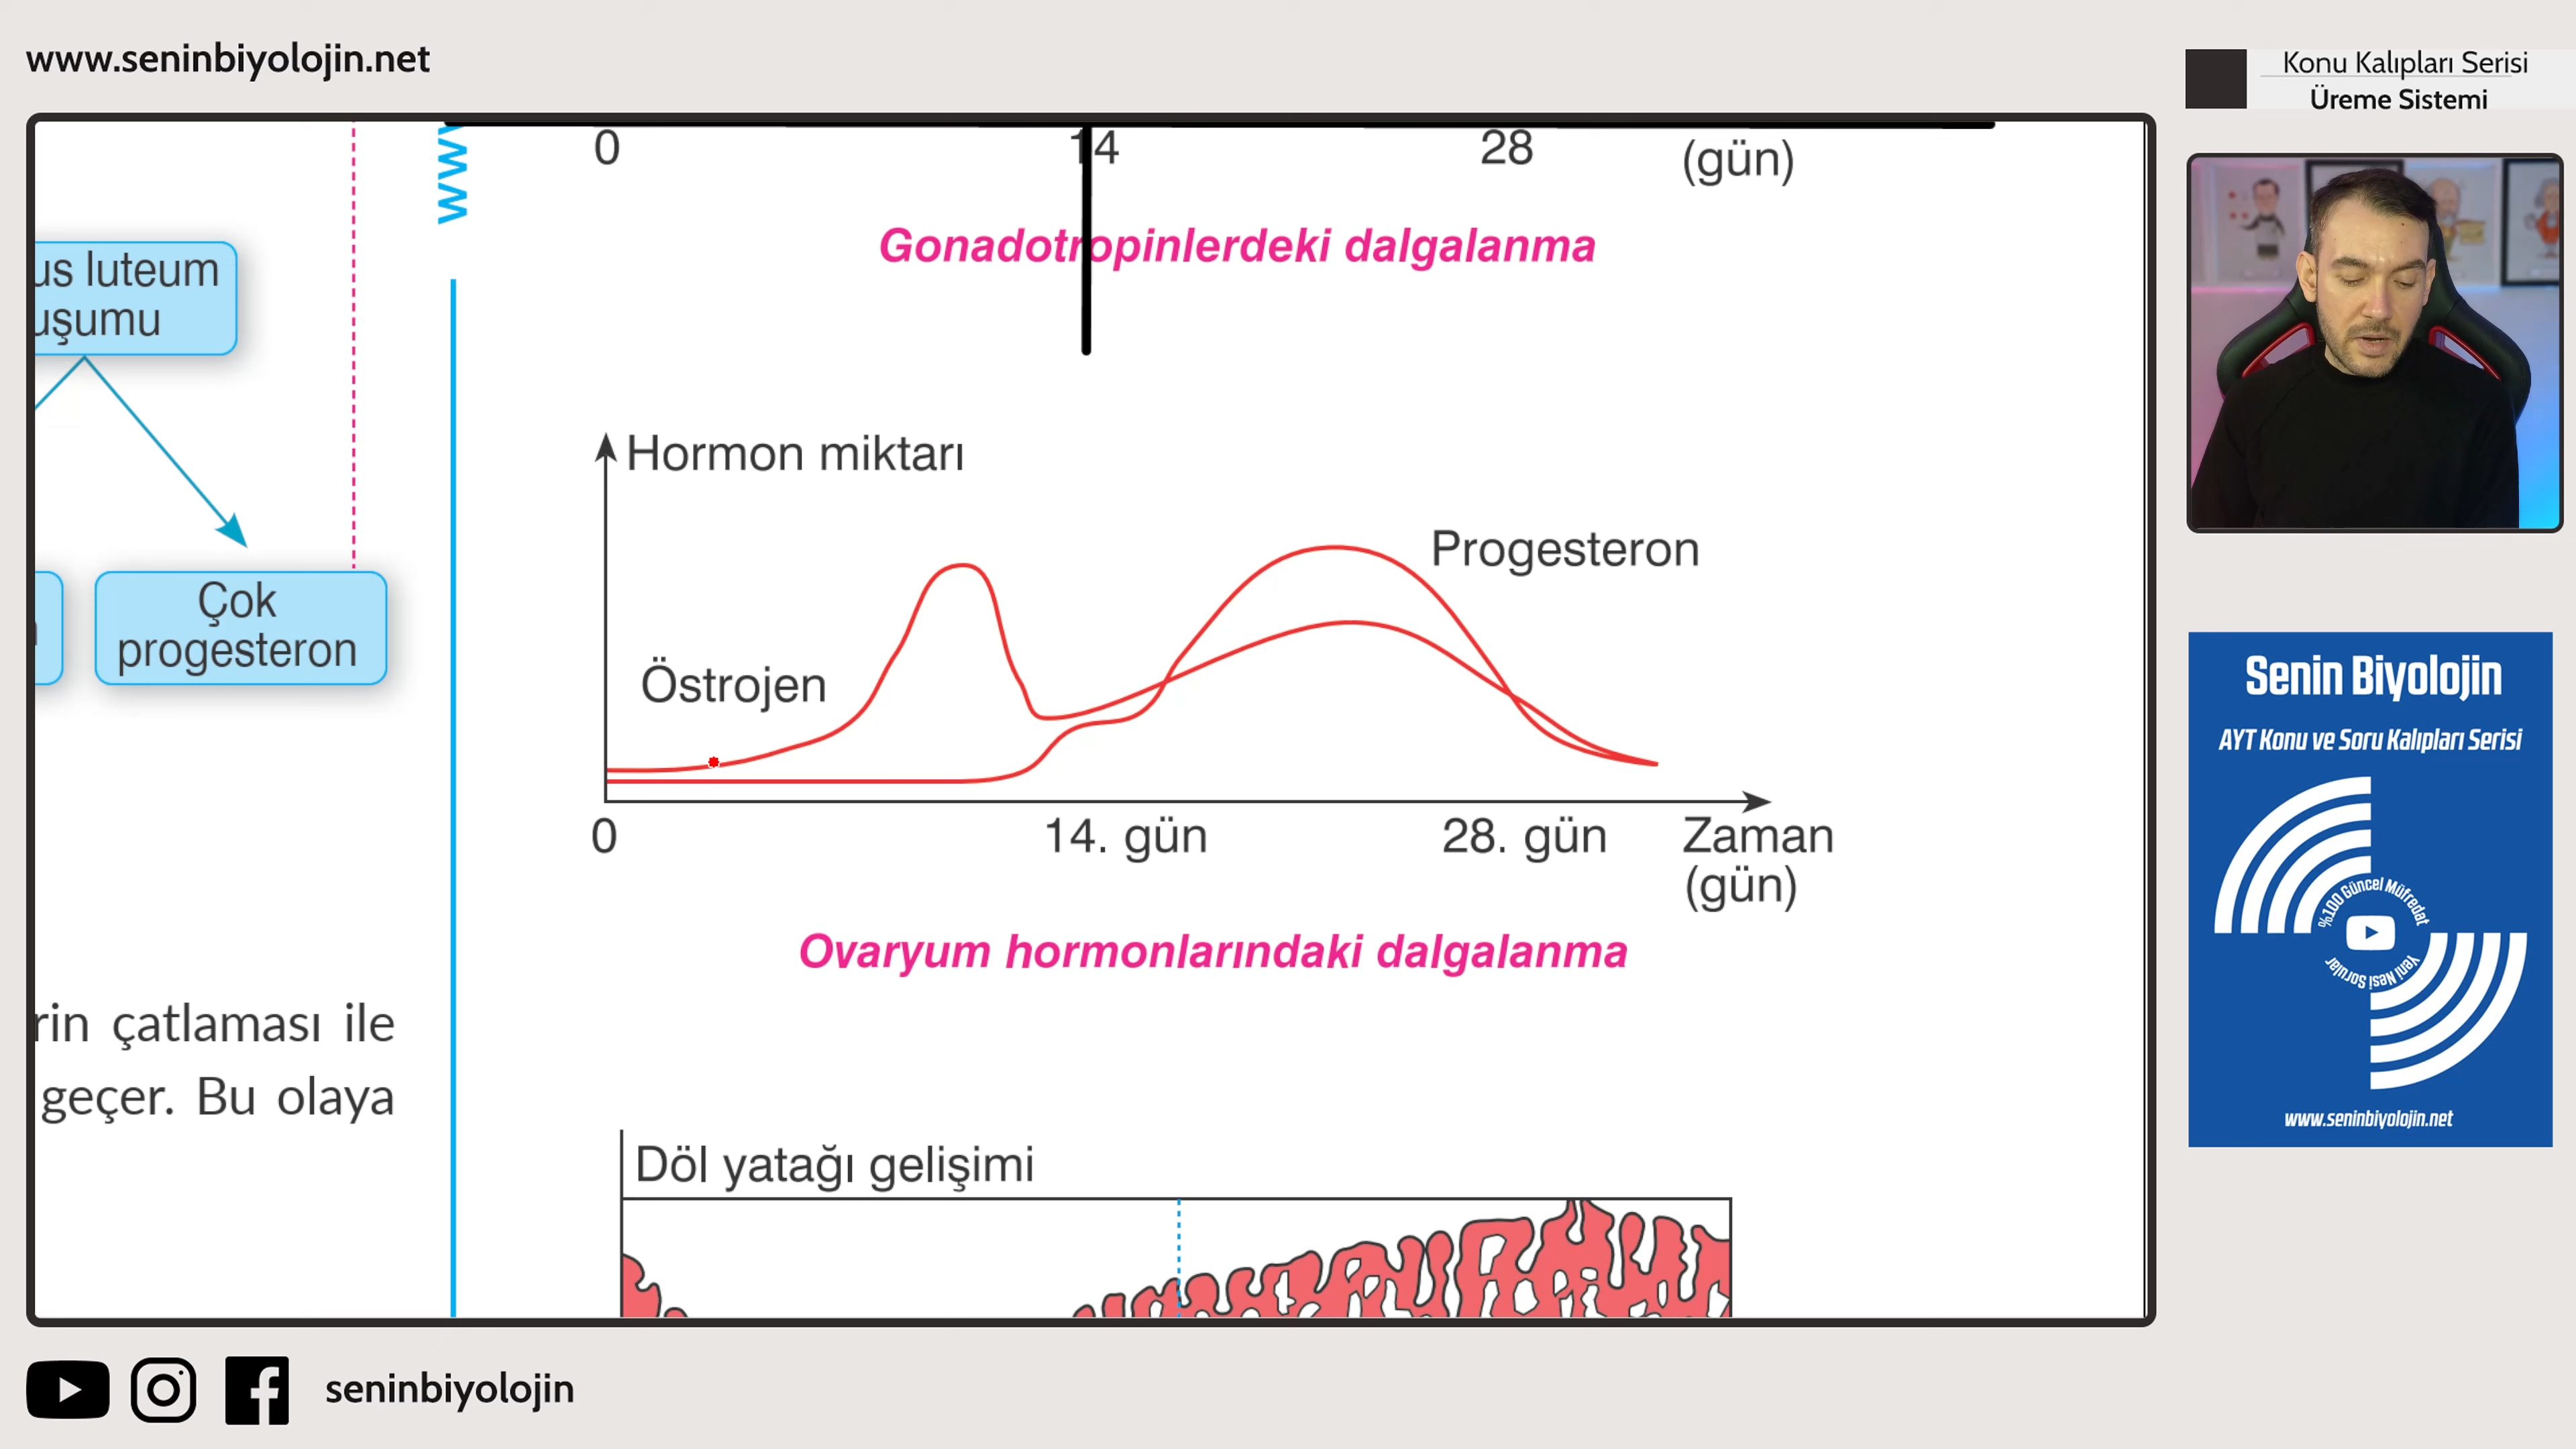 www.seninbiyolojin.net
Konu Kalıpları Serisi
Üreme Sistemi
www
0 14 28 (gün)
Gonadotropinlerdeki dalgalanma
us luteum
uşumu
Çok
progesteron
Hormon miktarı
Progesteron
Östrojen
0 14. gün 28. gün Zaman
(gün)
Ovaryum hormonlarındaki dalgalanma
rin çatlaması ile
geçer. Bu olaya
Döl yatağı gelişimi
Senin Biyolojin
AYT Konu ve Soru Kalıpları Serisi
%100 Güncel Müfredat
Yeni Nesi Sorular
www.seninbiyolojin.net
seninbiyolojin